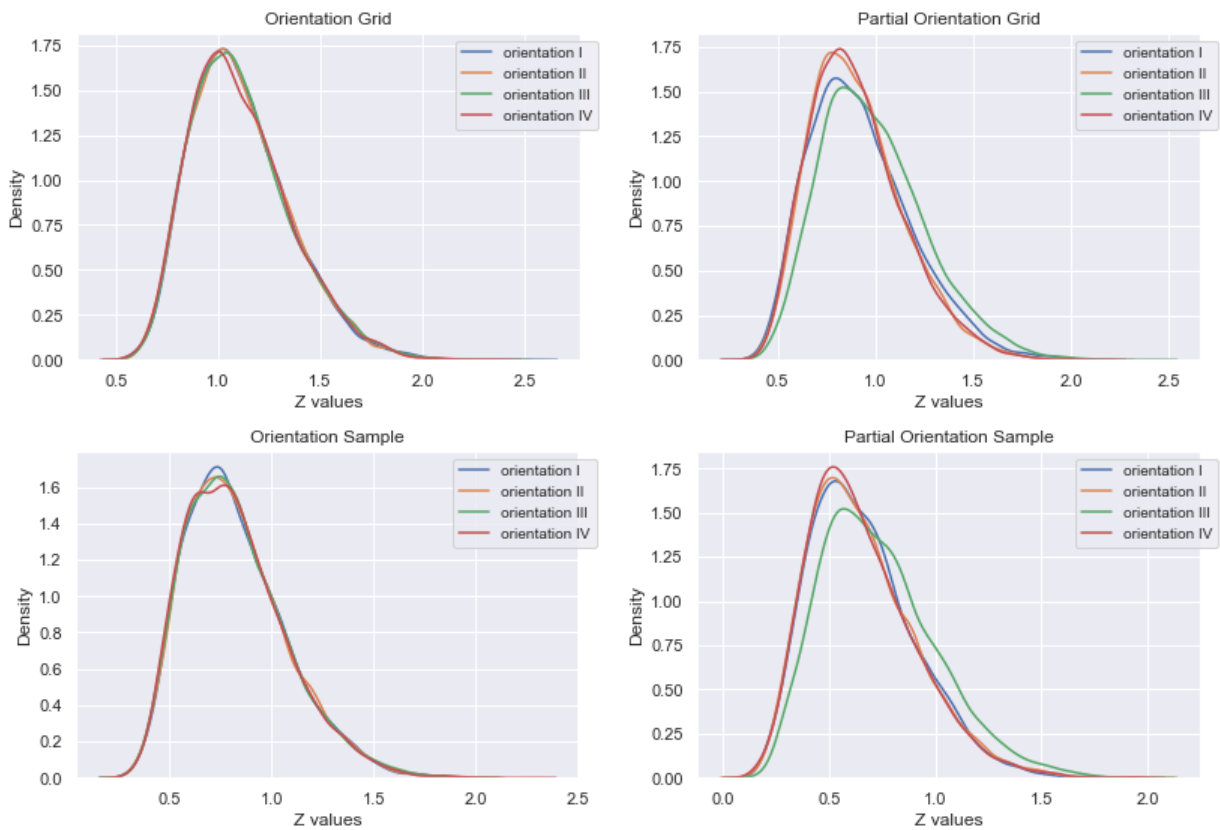 Orientation Grid
1.75
1.50
1.25
1.00
0.75
0.50
0.25
0.00
Density
0.5
1.0
1.5
2.0
2.5
Z values
orientation I
orientation II
orientation III
orientation IV
Partial Orientation Grid
1.75
1.50
1.25
1.00
0.75
0.50
0.25
0.00
Density
0.5
1.0
1.5
2.0
2.5
Z values
orientation I
orientation II
orientation III
orientation IV
Orientation Sample
1.6
1.4
1.2
1.0
0.8
0.6
0.4
0.2
0.0
Density
0.5
1.0
1.5
2.0
2.5
Z values
orientation I
orientation II
orientation III
orientation IV
Partial Orientation Sample
1.75
1.50
1.25
1.00
0.75
0.50
0.25
0.00
Density
0.0
0.5
1.0
1.5
2.0
Z values
orientation I
orientation II
orientation III
orientation IV